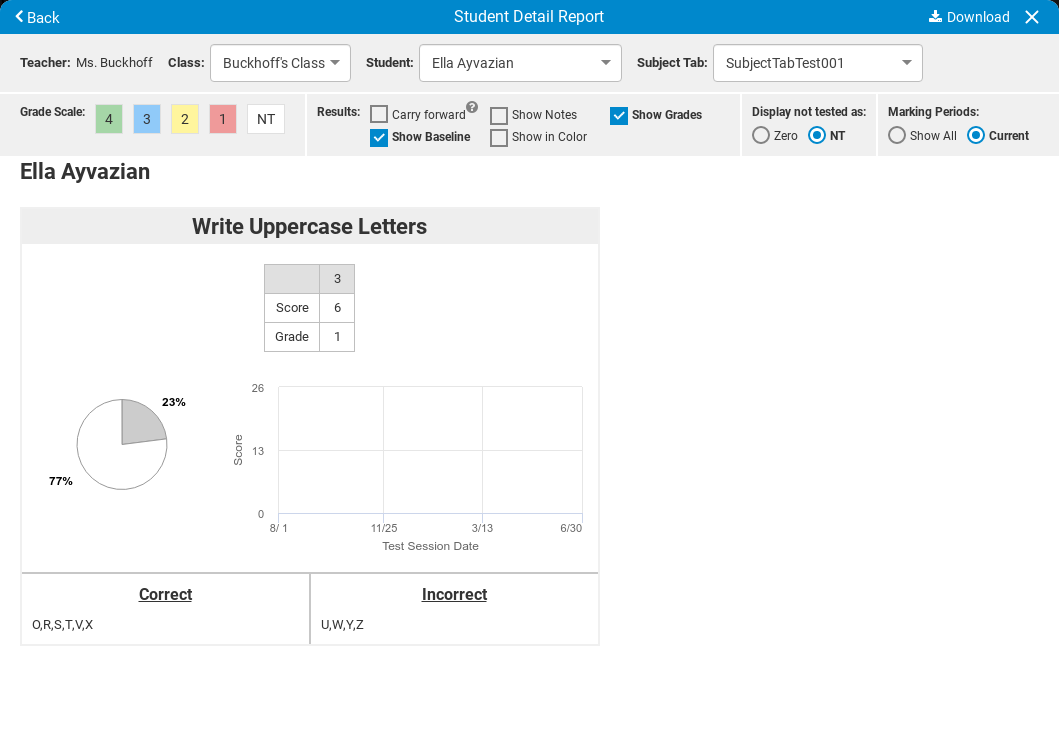 Back
Student Detail Report
Download
Teacher: Ms. Buckhoff Class: Buckhoff's Class Student: Ella Ayvazian Subject Tab: SubjectTabTest001
Grade Scale: 4 3 2 1 NT
Results: Carry forward ? Show Notes Show Grades
Show Baseline Show in Color
Display not tested as:
Zero NT
Marking Periods:
Show All Current
Ella Ayvazian
Write Uppercase Letters
3
Score 6
Grade 1
23%
77%
26
13
0
Score
8/ 1 11/25 3/13 6/30
Test Session Date
Correct
O,R,S,T,V,X
Incorrect
U,W,Y,Z